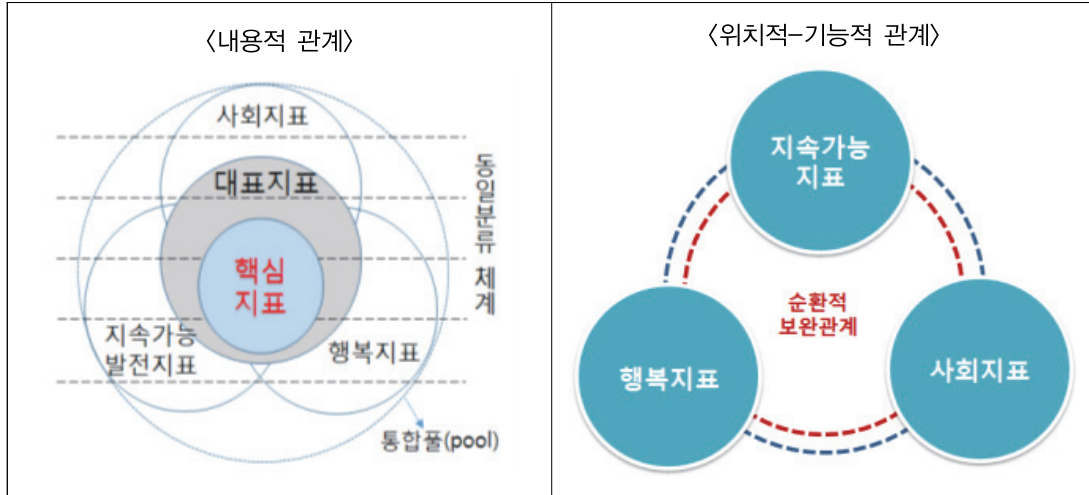 〈내용적 관계〉
사회지표
대표지표
핵심
지표
지속가능
발전지표
행복지표
동일분류 체계
통합풀(pool)
〈위치적-기능적 관계〉
지속가능
지표
순환적
보완관계
행복지표
사회지표